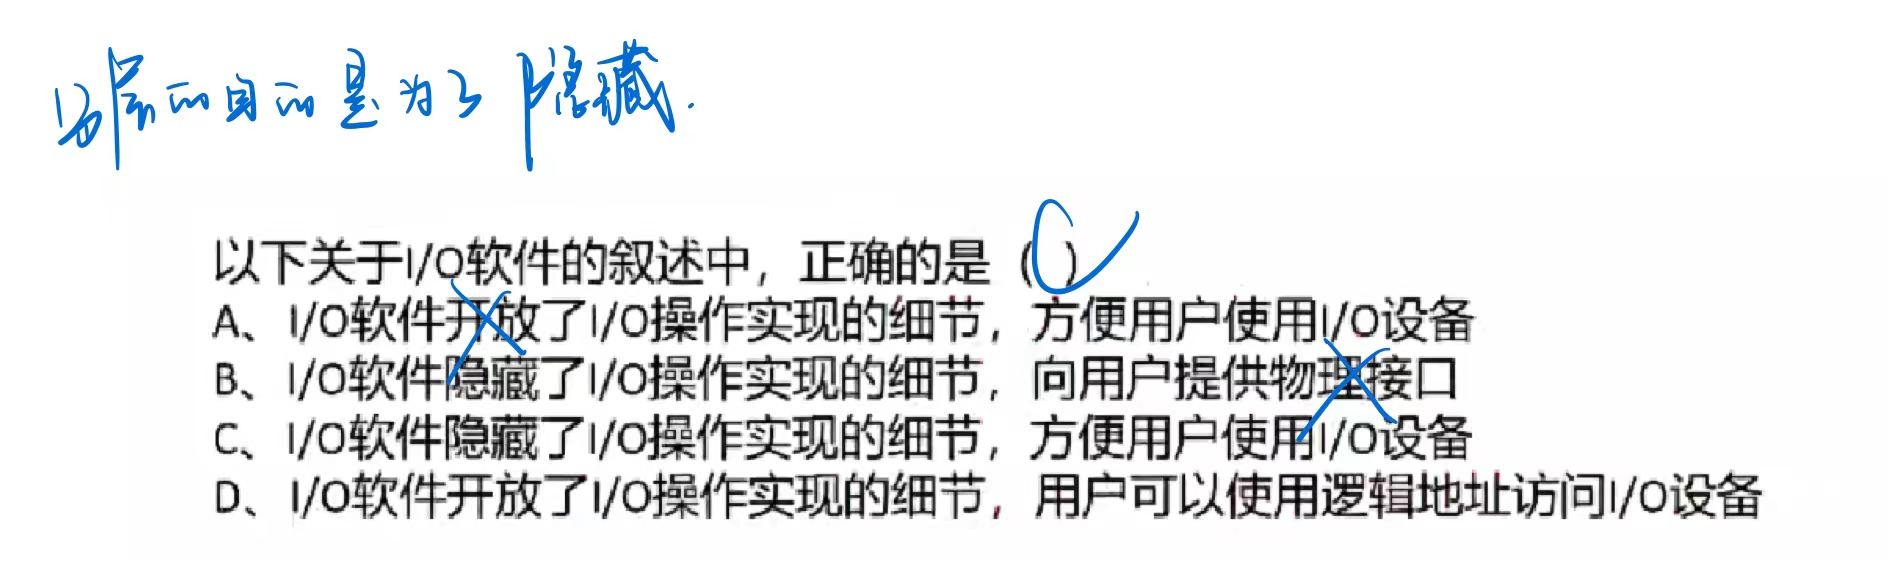 分层的目的是为了隐藏.
以下关于I/O软件的叙述中，正确的是（C）
A、I/O软件开放了I/O操作实现的细节，方便用户使用I/O设备
B、I/O软件隐藏了I/O操作实现的细节，向用户提供物理接口
C、I/O软件隐藏了I/O操作实现的细节，方便用户使用I/O设备
D、I/O软件开放了I/O操作实现的细节，用户可以使用逻辑地址访问I/O设备